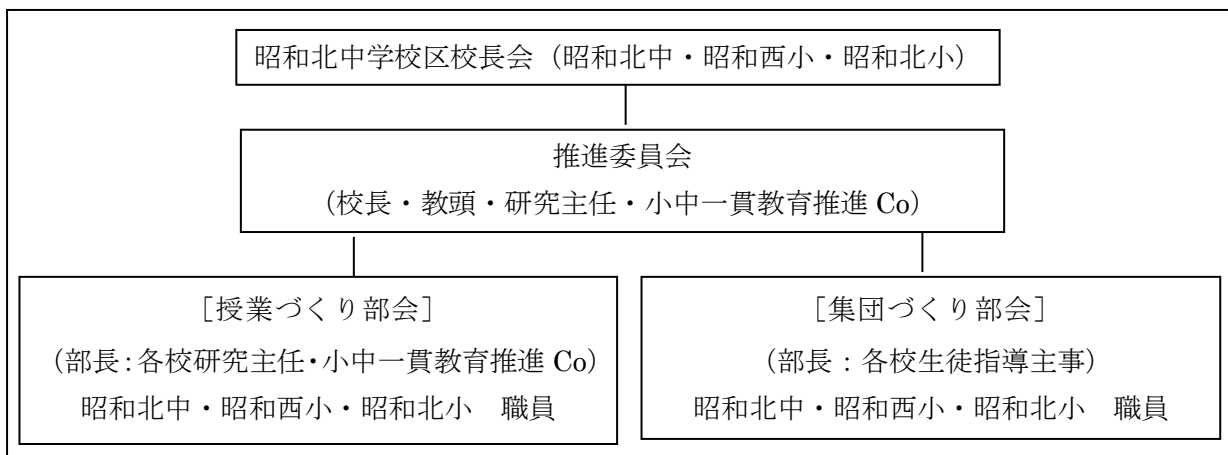 昭和北中学校区校長会（昭和北中・昭和西小・昭和北小）
推進委員会
（校長・教頭・研究主任・小中一貫教育推進 Co）
［授業づくり部会］
（部長：各校研究主任・小中一貫教育推進 Co）
昭和北中・昭和西小・昭和北小　職員
［集団づくり部会］
（部長：各校生徒指導主事）
昭和北中・昭和西小・昭和北小　職員